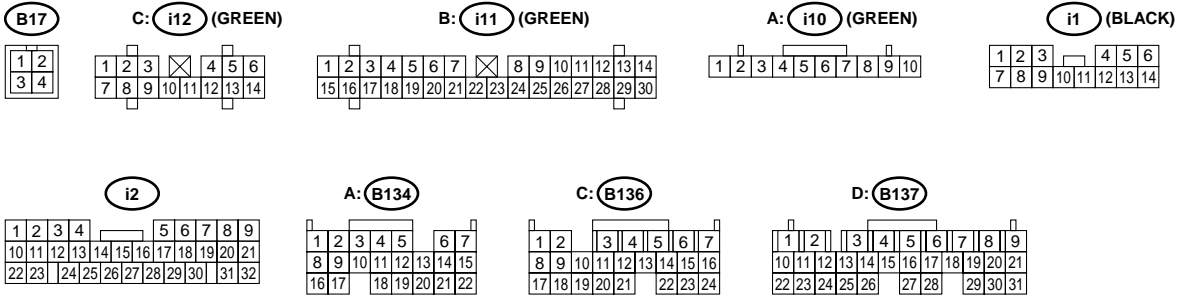 B17 C: i12 (GREEN) B: i11 (GREEN) A: i10 (GREEN) i1 (BLACK)
1 2
3 4
1 2 3 4 5 6
7 8 9 10 11 12 13 14
1 2 3 4 5 6 7 8 9 10 11 12 13 14
15 16 17 18 19 20 21 22 23 24 25 26 27 28 29 30
1 2 3 4 5 6 7 8 9 10
1 2 3 4 5 6
7 8 9 10 11 12 13 14
i2 A: B134 C: B136 D: B137
1 2 3 4 5 6 7 8 9
10 11 12 13 14 15 16 17 18 19 20 21
22 23 24 25 26 27 28 29 30 31 32
1 2 3 4 5 6 7
8 9 10 11 12 13 14 15
16 17 18 19 20 21 22
1 2 3 4 5 6 7
8 9 10 11 12 13 14 15 16
17 18 19 20 21 22 23 24
1 2 3 4 5 6 7 8 9
10 11 12 13 14 15 16 17 18 19 20 21
22 23 24 25 26 27 28 29 30 31